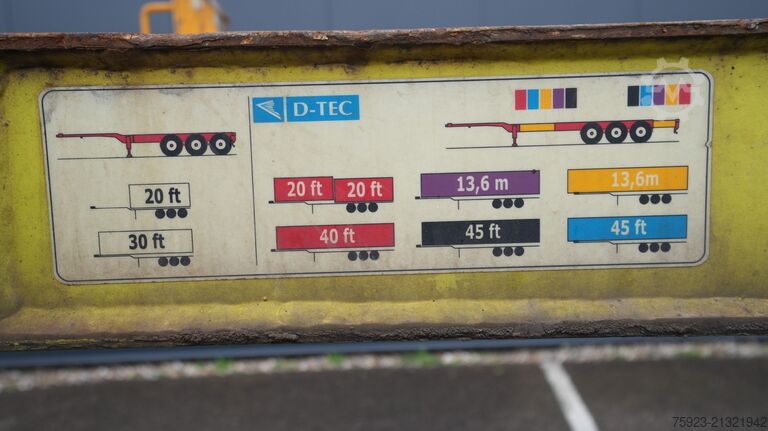 D-TEC
20 ft
30 ft
20 ft 20 ft
40 ft
13,6 m
45 ft
13,6m
45 ft
75923-21321942